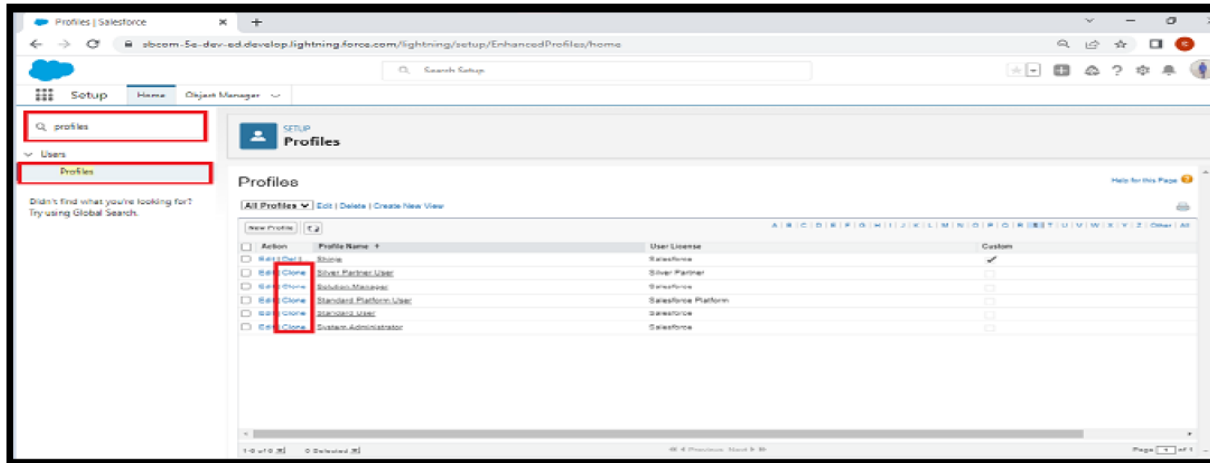 Profiles | Salesforce
sbcom-5e-dev-ed.develop.lightning.force.com/lightning/setup/EnhancedProfiles/home
Search Setup
Setup Home Object Manager
profiles
SETUP
Profiles
Users
Profiles
Didn't find what you're looking for?
Try using Global Search.
Profiles
Help for this Page
All Profiles Edit | Delete | Create New View
New Profile
A | B | C | D | E | F | G | H | I | J | K | L | M | N | O | P | Q | R | S | T | U | V | W | X | Y | Z | Other | All
Action Profile Name User License Custom
Edit | Del | Salesforce
Edit | Clone Silver Partner User Silver Partner
Edit | Clone Solution Manager Salesforce
Edit | Clone Standard Platform User Salesforce Platform
Edit | Clone Standard User Salesforce
Edit | Clone System Administrator Salesforce
0 Selected Previous Next Page 1 of 1